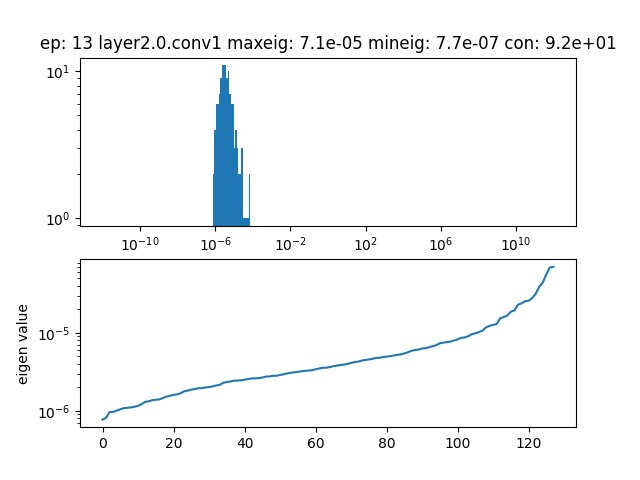 ep: 13 layer2.0.conv1 maxeig: 7.1e-05 mineig: 7.7e-07 con: 9.2e+01
10¹
10⁰
10⁻¹⁰ 10⁻⁶ 10⁻² 10² 10⁶ 10¹⁰
eigen value
10⁻⁵
10⁻⁶
0 20 40 60 80 100 120